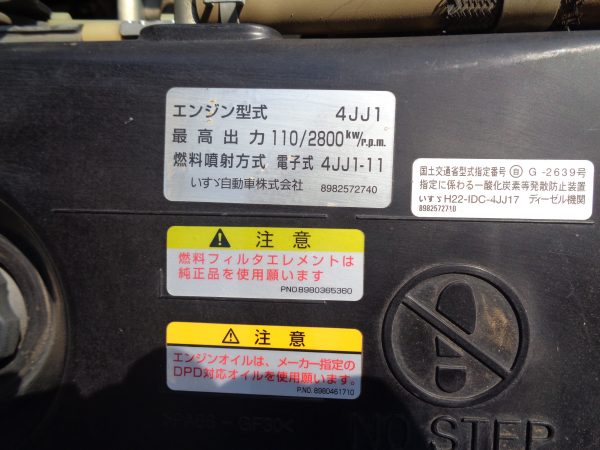 エンジン型式 4JJ1
最高出力 110/2800kW/r.p.m.
燃料噴射方式 電子式 4JJ1-11
いすゞ自動車株式会社 8982572740
国土交通省型式指定番号 自 G -2639号
指定に係わる一酸化炭素等発散防止装置
いすゞH22-IDC-4JJ17 ディーゼル機関
8982572710
注意
燃料フィルタエレメントは
純正品を使用願います
PNO.8980365360
注意
エンジンオイルは、メーカー指定の
DPD対応オイルを使用願います。
P.NO. 8980461710
GF30<
NO STEP